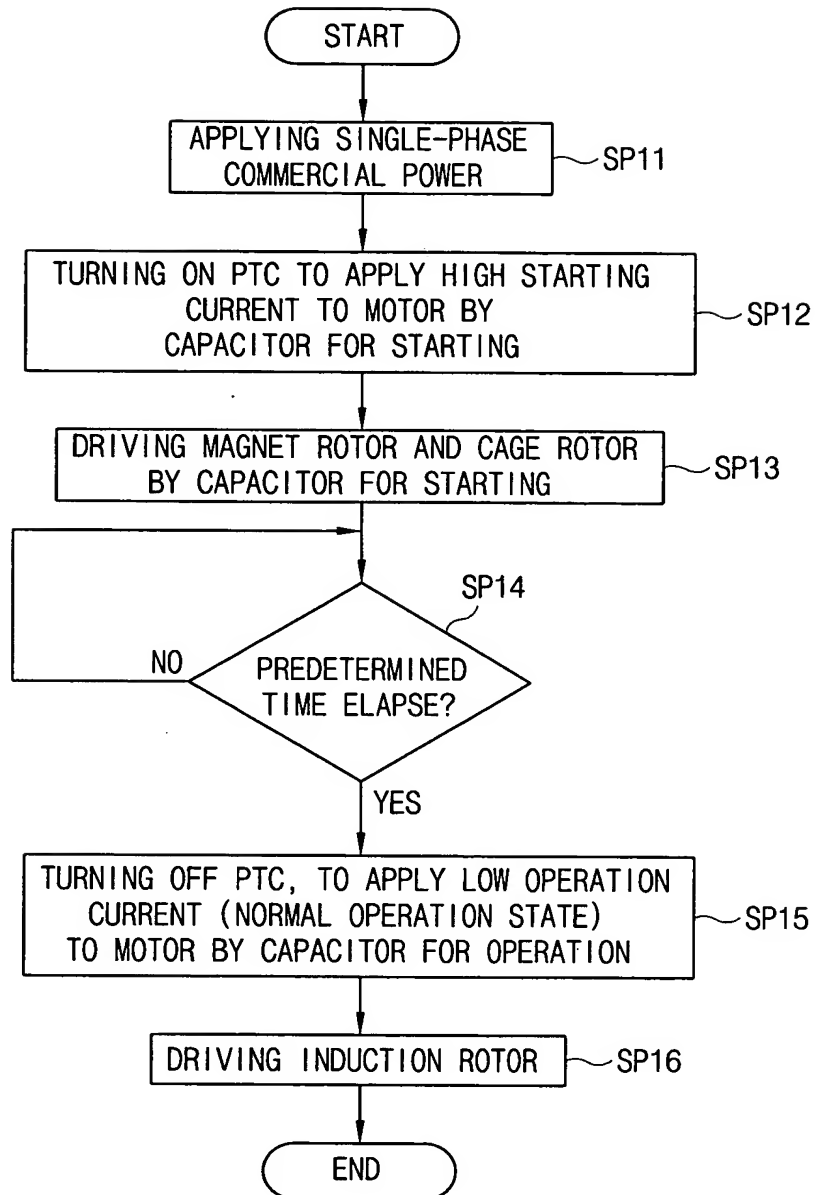 START
APPLYING SINGLE-PHASE
COMMERCIAL POWER
SP11
TURNING ON PTC TO APPLY HIGH STARTING
CURRENT TO MOTOR BY
CAPACITOR FOR STARTING
SP12
DRIVING MAGNET ROTOR AND CAGE ROTOR
BY CAPACITOR FOR STARTING
SP13
SP14
NO
PREDETERMINED
TIME ELAPSE?
YES
TURNING OFF PTC, TO APPLY LOW OPERATION
CURRENT (NORMAL OPERATION STATE)
TO MOTOR BY CAPACITOR FOR OPERATION
SP15
DRIVING INDUCTION ROTOR
SP16
END